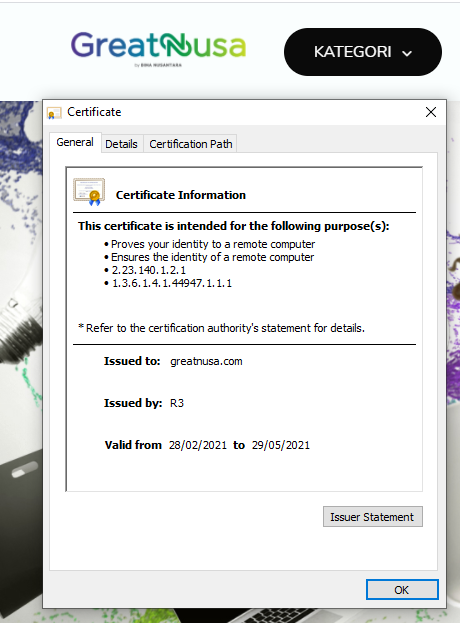 GreatNusa
by BINA NUSANTARA
KATEGORI
Certificate
General
Details
Certification Path
Certificate Information
This certificate is intended for the following purpose(s):
• Proves your identity to a remote computer
• Ensures the identity of a remote computer
• 2.23.140.1.2.1
• 1.3.6.1.4.1.44947.1.1.1
* Refer to the certification authority's statement for details.
Issued to: greatnusa.com
Issued by: R3
Valid from 28/02/2021 to 29/05/2021
Issuer Statement
OK